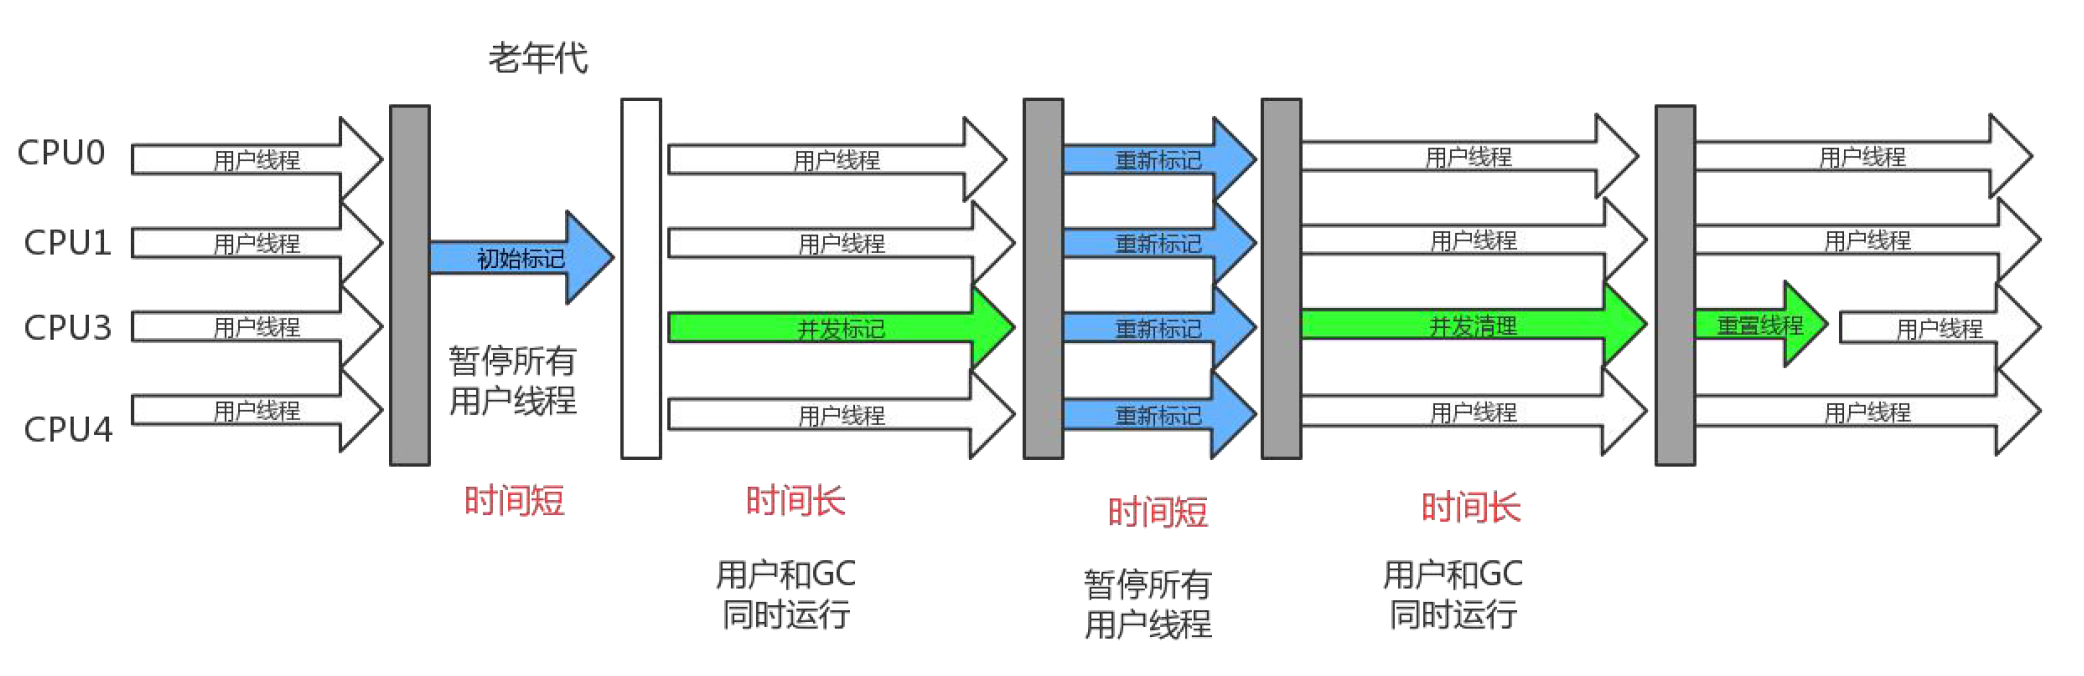 老年代
CPU0
用户线程
用户线程
重新标记
用户线程
用户线程
CPU1
用户线程
初始标记
用户线程
重新标记
用户线程
用户线程
CPU3
用户线程
并发标记
重新标记
并发清理
重置线程
用户线程
CPU4
用户线程
用户线程
重新标记
用户线程
用户线程
暂停所有
用户线程
时间短
时间长
时间短
时间长
用户和GC
同时运行
暂停所有
用户线程
用户和GC
同时运行